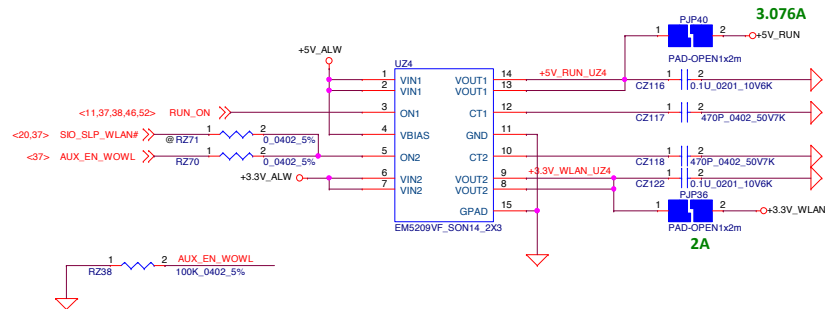 3.076A
PJP40
1 2
+5V_RUN
PAD-OPEN1x2m
+5V_ALW
UZ4
1 VIN1 VOUT1 14 +5V_RUN_UZ4
2 VIN1 VOUT1 13
CZ116 1 2 0.1U_0201_10V6K
<11,37,38,46,52> RUN_ON 3 ON1 CT1 12
CZ117 1 2 470P_0402_50V7K
<20,37> SIO_SLP_WLAN# @RZ71 1 2 0_0402_5%
4 VBIAS GND 11
<37> AUX_EN_WOWL RZ70 1 2 0_0402_5%
5 ON2 CT2 10
CZ118 1 2 470P_0402_50V7K
+3.3V_ALW 6 VIN2 VOUT2 9 +3.3V_WLAN_UZ4
7 VIN2 VOUT2 8
CZ122 1 2 0.1U_0201_10V6K
PJP36
GPAD 15
1 2
+3.3V_WLAN
EM5209VF_SON14_2X3
PAD-OPEN1x2m
2A
RZ38 1 2 AUX_EN_WOWL
100K_0402_5%